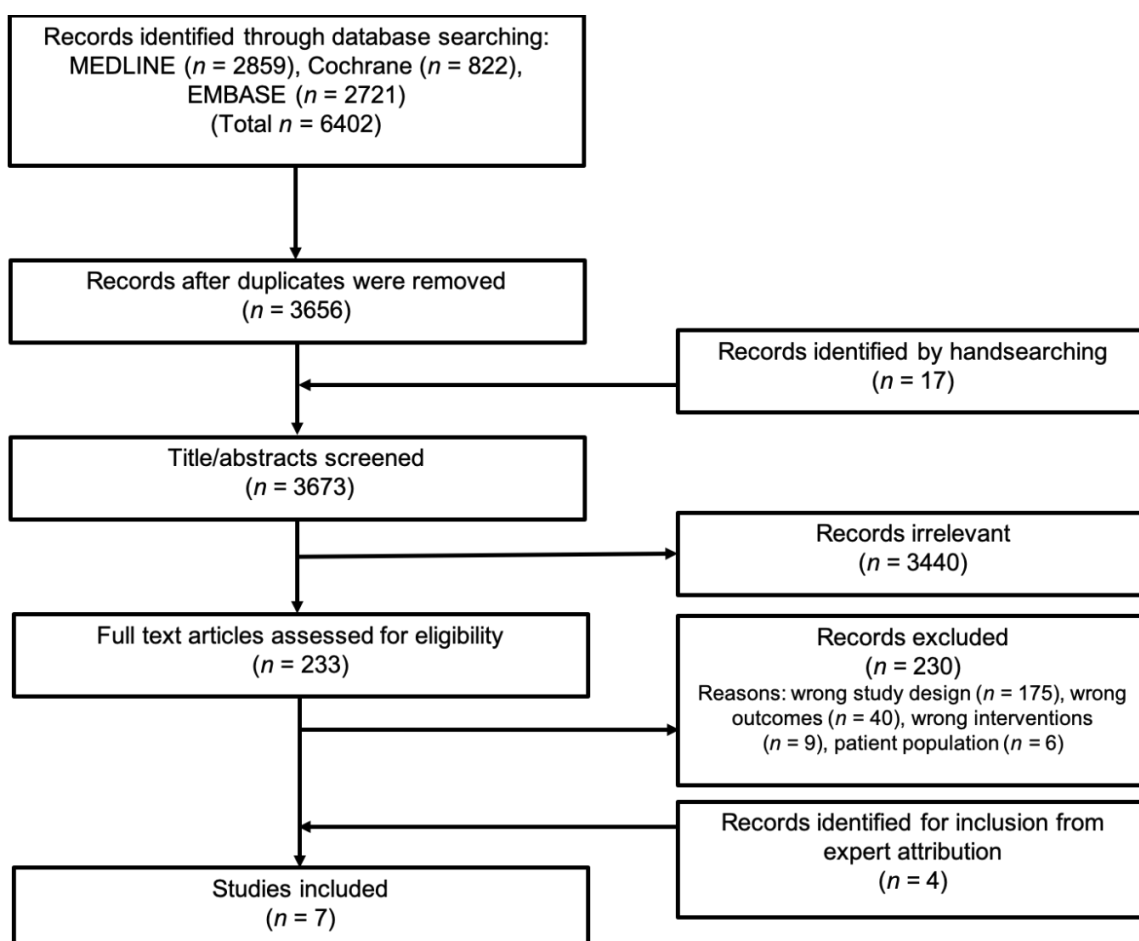 Records identified through database searching:
MEDLINE (n = 2859), Cochrane (n = 822),
EMBASE (n = 2721)
(Total n = 6402)
Records after duplicates were removed
(n = 3656)
Records identified by handsearching
(n = 17)
Title/abstracts screened
(n = 3673)
Records irrelevant
(n = 3440)
Full text articles assessed for eligibility
(n = 233)
Records excluded
(n = 230)
Reasons: wrong study design (n = 175), wrong
outcomes (n = 40), wrong interventions
(n = 9), patient population (n = 6)
Records identified for inclusion from
expert attribution
(n = 4)
Studies included
(n = 7)